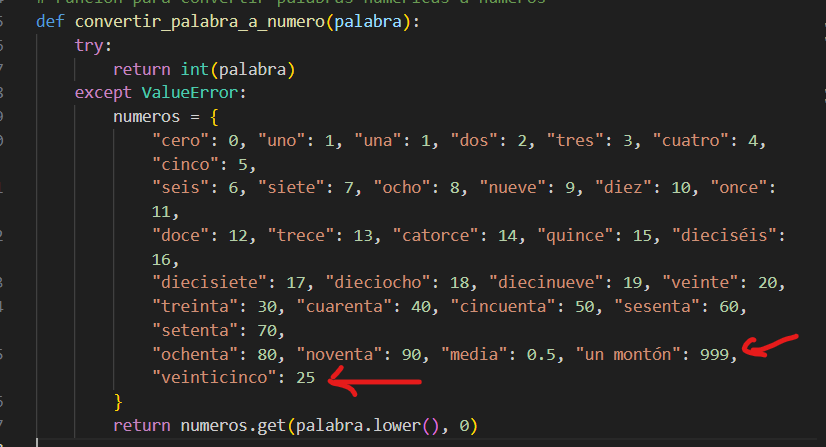 # Función para convertir palabras numéricas a números
def convertir_palabra_a_numero(palabra):
try:
return int(palabra)
except ValueError:
numeros = {
"cero": 0, "uno": 1, "una": 1, "dos": 2, "tres": 3, "cuatro": 4,
"cinco": 5,
"seis": 6, "siete": 7, "ocho": 8, "nueve": 9, "diez": 10, "once":
11,
"doce": 12, "trece": 13, "catorce": 14, "quince": 15, "dieciséis":
16,
"diecisiete": 17, "dieciocho": 18, "diecinueve": 19, "veinte": 20,
"treinta": 30, "cuarenta": 40, "cincuenta": 50, "sesenta": 60,
"setenta": 70,
"ochenta": 80, "noventa": 90, "media": 0.5, "un montón": 999,
"veinticinco": 25
}
return numeros.get(palabra.lower(), 0)